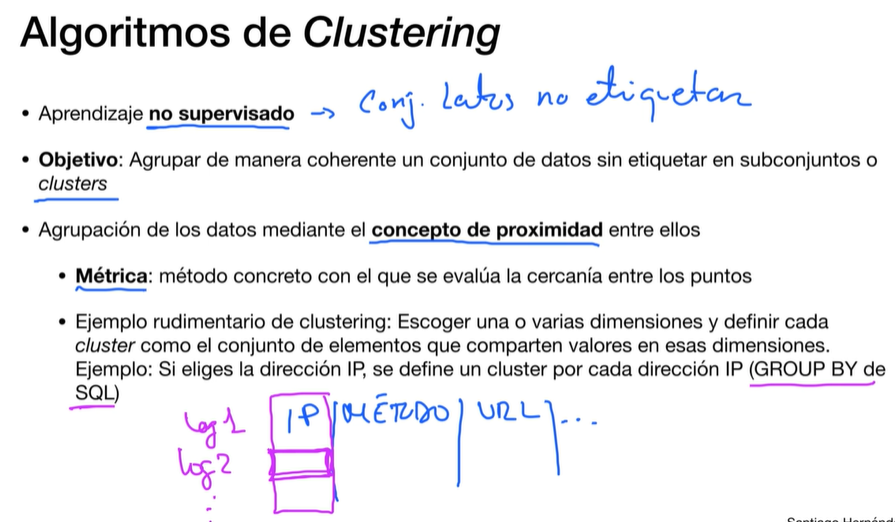 Algoritmos de Clustering
• Aprendizaje no supervisado → Conj. datos no etiquetar
• Objetivo: Agrupar de manera coherente un conjunto de datos sin etiquetar en subconjuntos o
clusters
• Agrupación de los datos mediante el concepto de proximidad entre ellos
• Métrica: método concreto con el que se evalúa la cercanía entre los puntos
• Ejemplo rudimentario de clustering: Escoger una o varias dimensiones y definir cada
cluster como el conjunto de elementos que comparten valores en esas dimensiones.
Ejemplo: Si eliges la dirección IP, se define un cluster por cada dirección IP (GROUP BY de
SQL)
log 1 IP | MÉTODO | URL | ...
log 2
Santiago